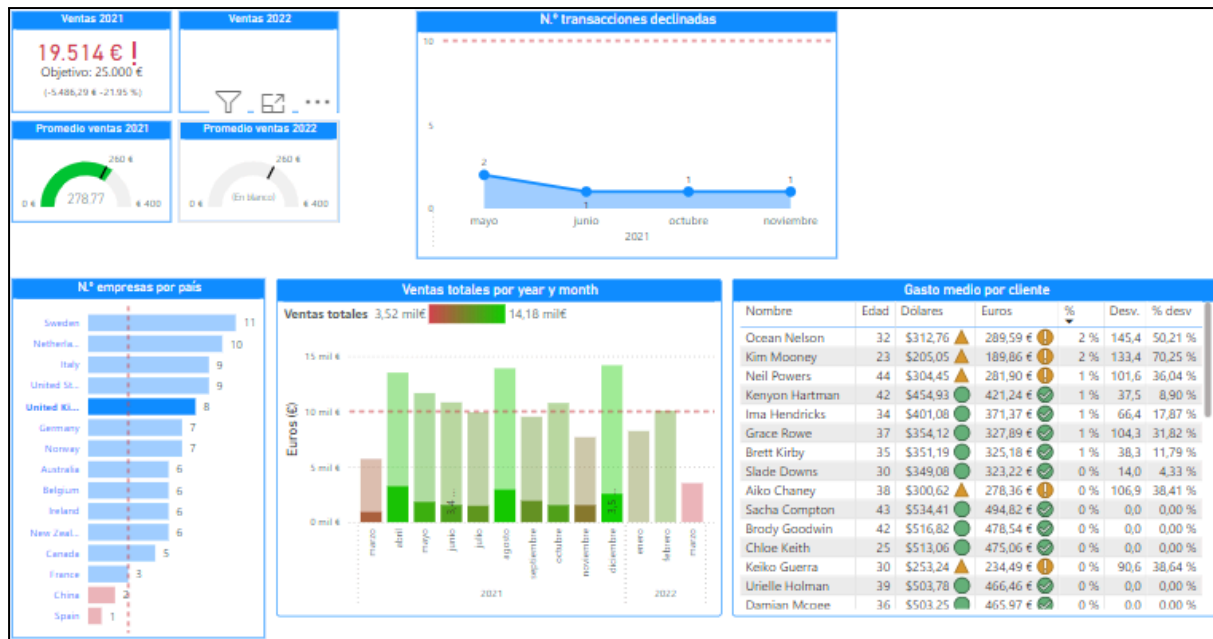 Ventas 2021
19.514 € !
Objetivo: 25.000 €
(-5.486,29 € -21.95 %)
Ventas 2022
Promedio ventas 2021
260 €
278.77
0 €
€ 400
Promedio ventas 2022
260 €
(En blanco)
0 €
€ 400
N.º transacciones declinadas
10
5
0
2
1
1
1
mayo junio octubre noviembre
2021
N.º empresas por país
Sweden 11
Netherla... 10
Italy 9
United St... 9
United Ki... 8
Germany 7
Norway 7
Australia 6
Belgium 6
Ireland 6
New Zeal... 6
Canada 5
France 3
China 2
Spain 1
Ventas totales por year y month
Ventas totales 3,52 mil€ 14,18 mil€
Euros (€)
15 mil €
10 mil €
5 mil €
0 mil €
3,4 ...
3,5 ...
marzo abril mayo junio julio agosto septiembre octubre noviembre diciembre enero febrero marzo
2021 2022
Gasto medio por cliente
Nombre Edad Dólares Euros % Desv. % desv
Ocean Nelson 32 $312,76 289,59 € 2 % 145,4 50,21 %
Kim Mooney 23 $205,05 189,86 € 2 % 133,4 70,25 %
Neil Powers 44 $304,45 281,90 € 1 % 101,6 36,04 %
Kenyon Hartman 42 $454,93 421,24 € 1 % 37,5 8,90 %
Ima Hendricks 34 $401,08 371,37 € 1 % 66,4 17,87 %
Grace Rowe 37 $354,12 327,89 € 1 % 104,3 31,82 %
Brett Kirby 35 $351,19 325,18 € 1 % 38,3 11,79 %
Slade Downs 30 $349,08 323,22 € 0 % 14,0 4,33 %
Aiko Chaney 38 $300,62 278,36 € 0 % 106,9 38,41 %
Sacha Compton 43 $534,41 494,82 € 0 % 0,0 0,00 %
Brody Goodwin 42 $516,82 478,54 € 0 % 0,0 0,00 %
Chloe Keith 25 $513,06 475,06 € 0 % 0,0 0,00 %
Keiko Guerra 30 $253,24 234,49 € 0 % 90,6 38,64 %
Urielle Holman 39 $503,78 466,46 € 0 % 0,0 0,00 %
Damian Mcpee 36 $503,25 465,97 € 0 % 0,0 0,00 %